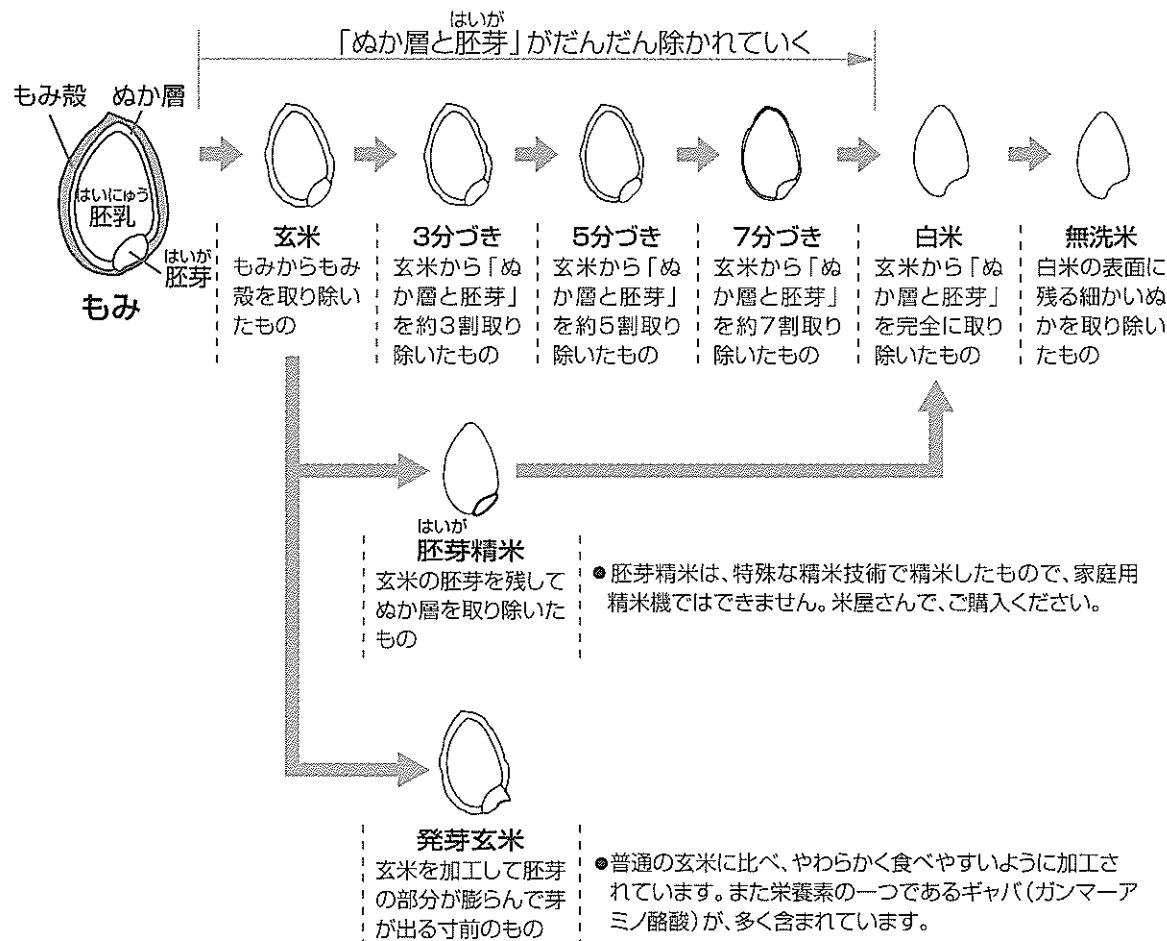 はいが
「ぬか層と胚芽」がだんだん除かれていく
もみ殻 ぬか層
はいにゅう
胚乳
はいが
胚芽
もみ
玄米
もみからもみ
殻を取り除い
たもの
3分づき
玄米から「ぬ
か層と胚芽」
を約3割取り
除いたもの
5分づき
玄米から「ぬ
か層と胚芽」
を約5割取り
除いたもの
7分づき
玄米から「ぬ
か層と胚芽」
を約7割取り
除いたもの
白米
玄米から「ぬ
か層と胚芽」
を完全に取り
除いたもの
無洗米
白米の表面に
残る細かいぬ
かを取り除い
たもの
はいが
胚芽精米
玄米の胚芽を残して
ぬか層を取り除いた
もの
●胚芽精米は、特殊な精米技術で精米したもので、家庭用
精米機ではできません。米屋さんで、ご購入ください。
発芽玄米
玄米を加工して胚芽
の部分が膨らんで芽
が出る寸前のもの
●普通の玄米に比べ、やわらかく食べやすいように加工さ
れています。また栄養素の一つであるギャバ(ガンマーア
ミノ酪酸)が、多く含まれています。